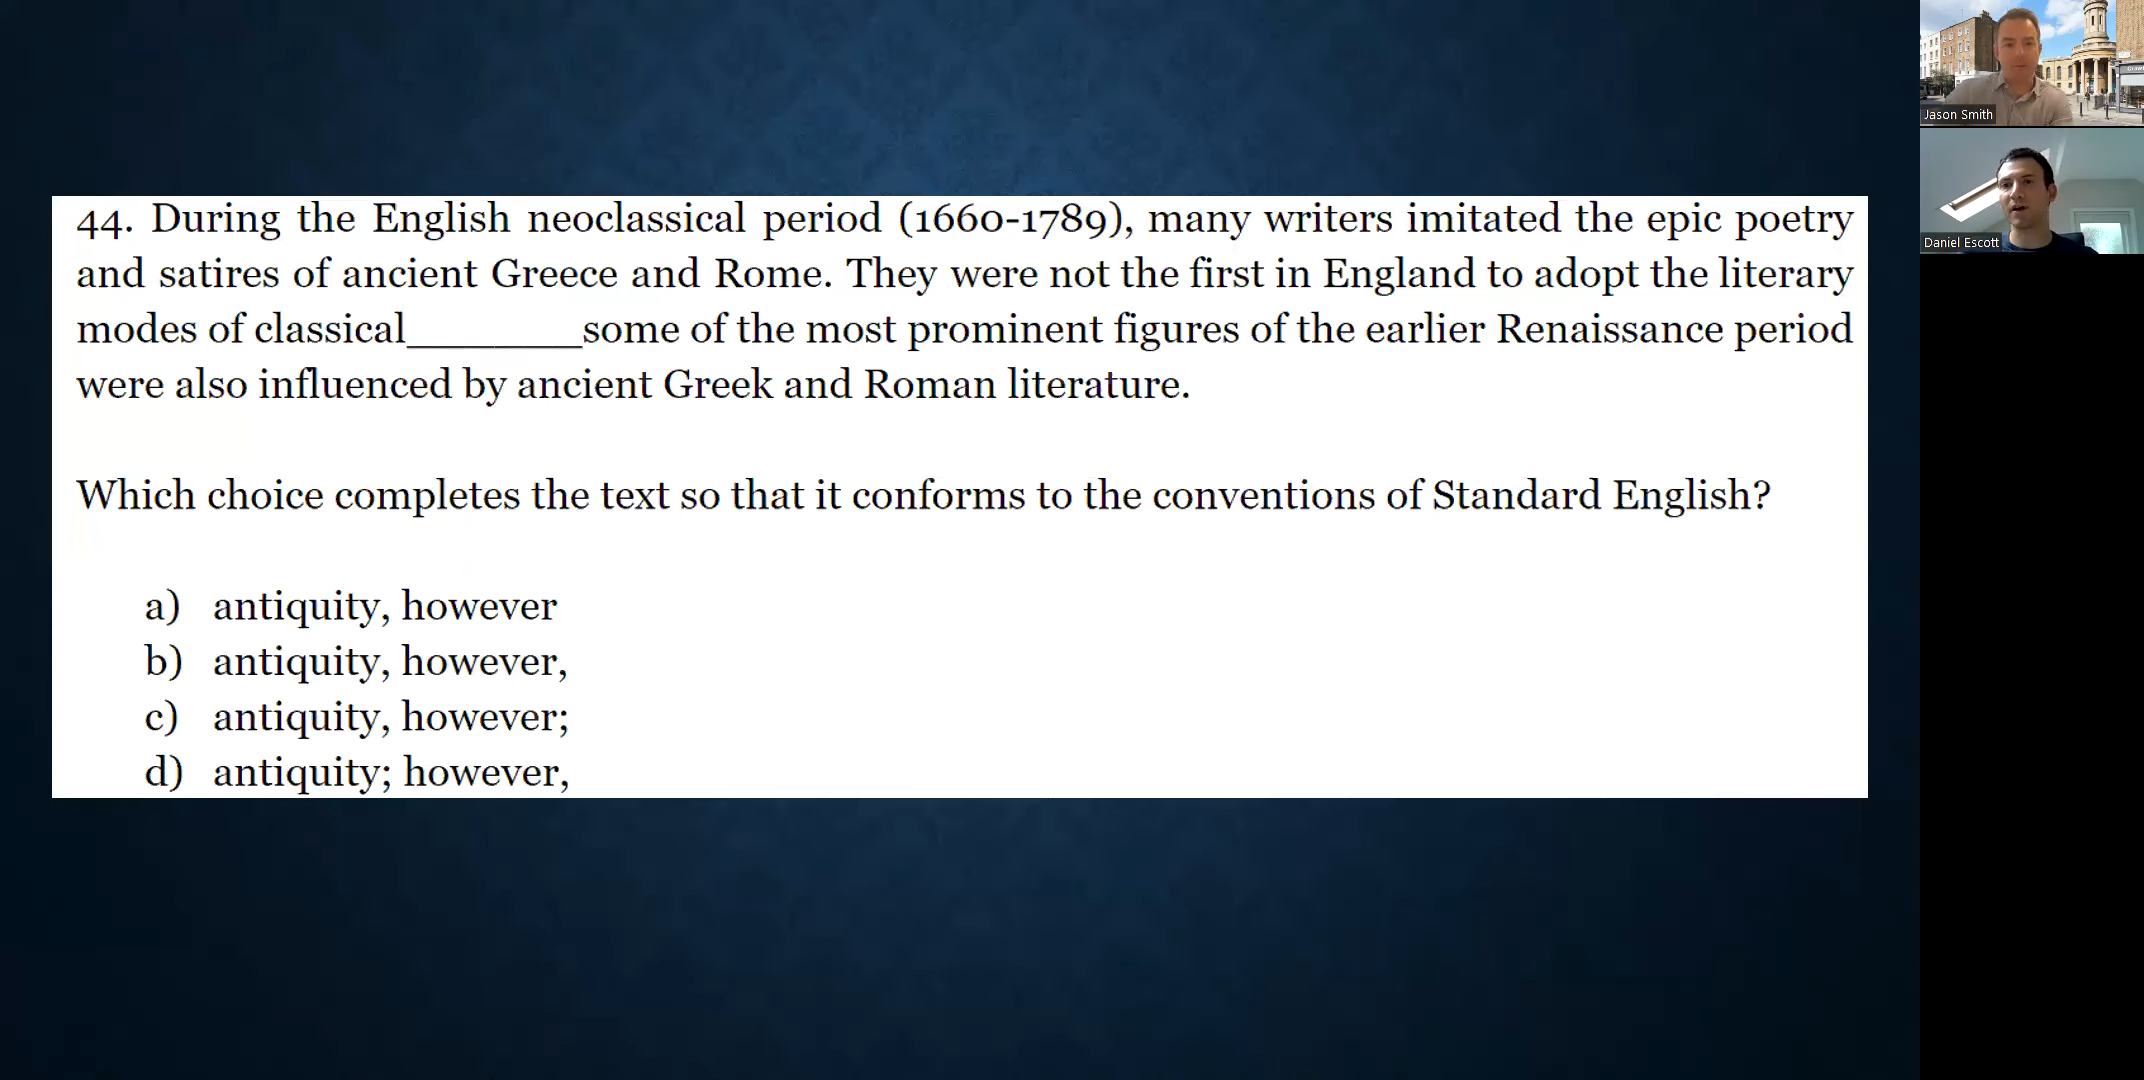 44. During the English neoclassical period (1660-1789), many writers imitated the epic poetry
and satires of ancient Greece and Rome. They were not the first in England to adopt the literary
modes of classical_______some of the most prominent figures of the earlier Renaissance period
were also influenced by ancient Greek and Roman literature.
Which choice completes the text so that it conforms to the conventions of Standard English?
a) antiquity, however
b) antiquity, however,
c) antiquity, however;
d) antiquity; however,
Jason Smith
Daniel Escott